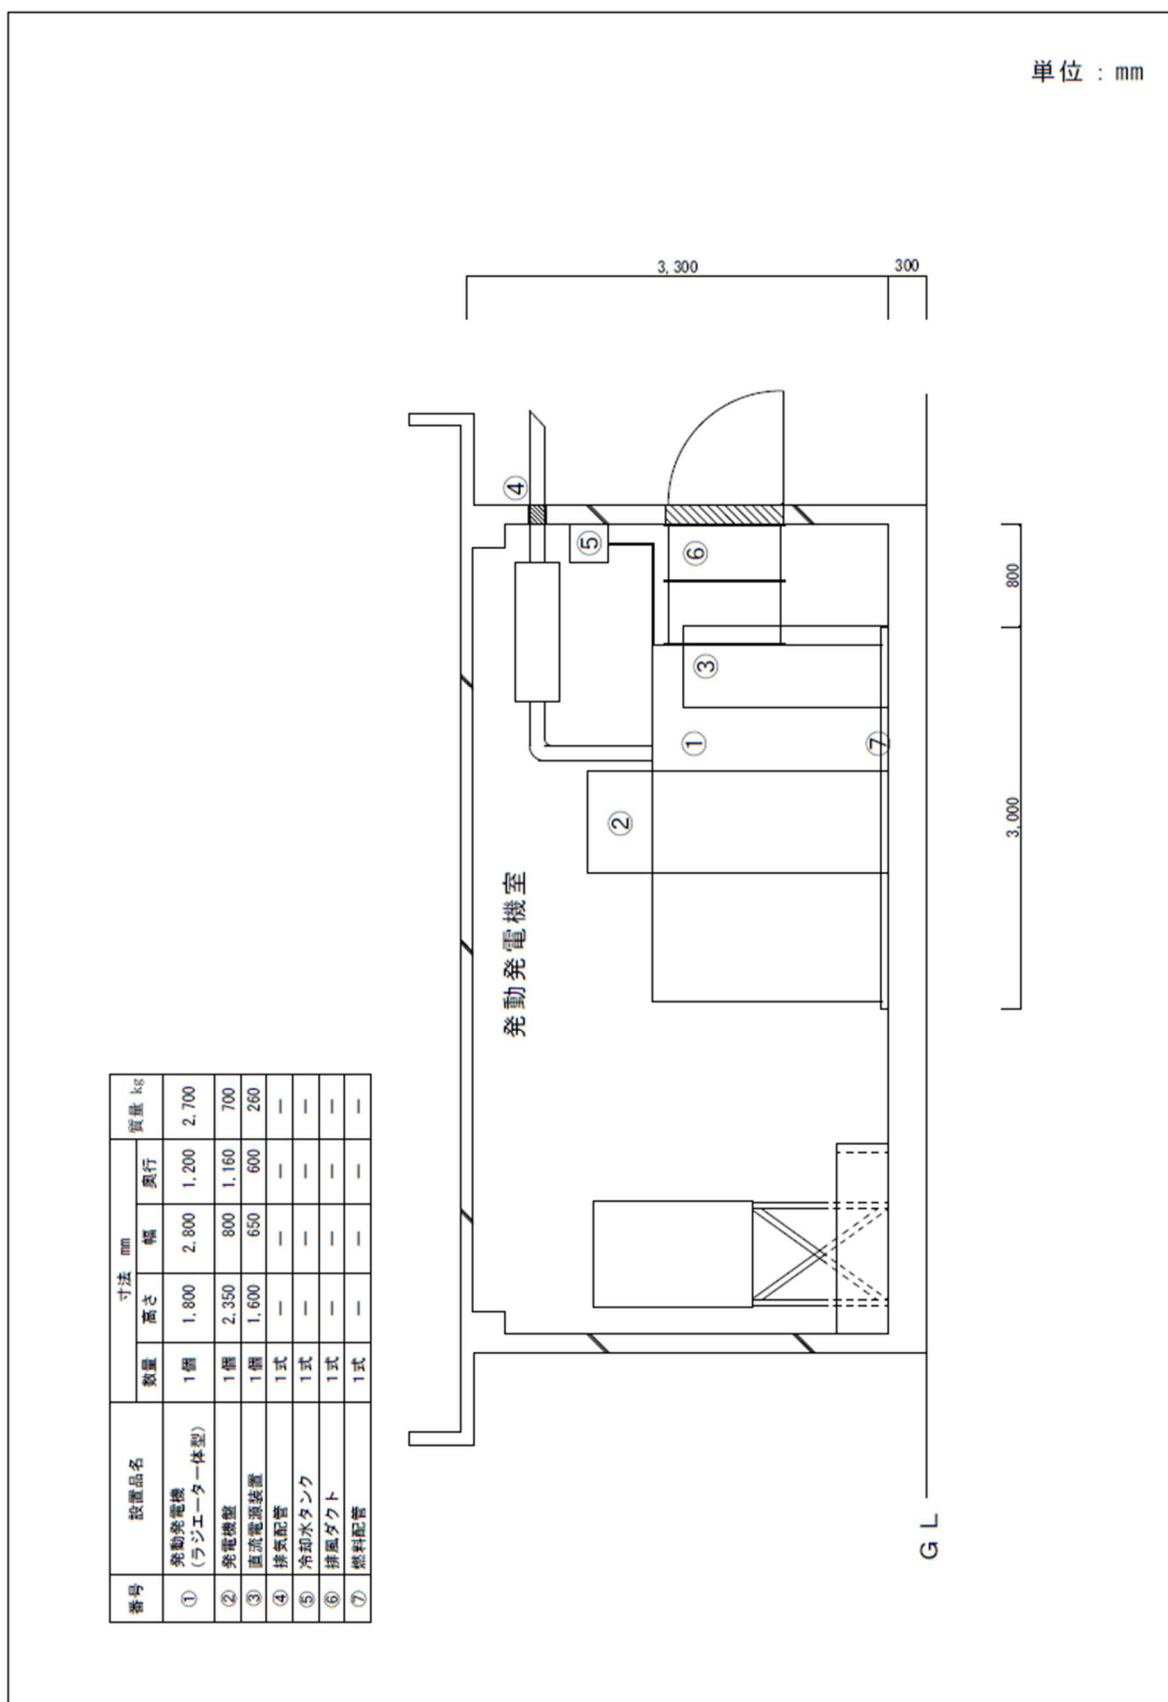 単位：mm
番号 設置品名 数量 寸法 mm 質量 kg
高さ 幅 奥行
① 発動発電機 1個 1,800 2,800 1,200 2,700
(ラジエーター一体型)
② 発電機盤 1個 2,350 800 1,160 700
③ 直流電源装置 1個 1,600 650 600 260
④ 排気配管 1式 － － － －
⑤ 冷却水タンク 1式 － － － －
⑥ 排風ダクト 1式 － － － －
⑦ 燃料配管 1式 － － － －
発動発電機室
④
⑤
⑥
③
①
②
⑦
3,300
300
3,000
800
GL